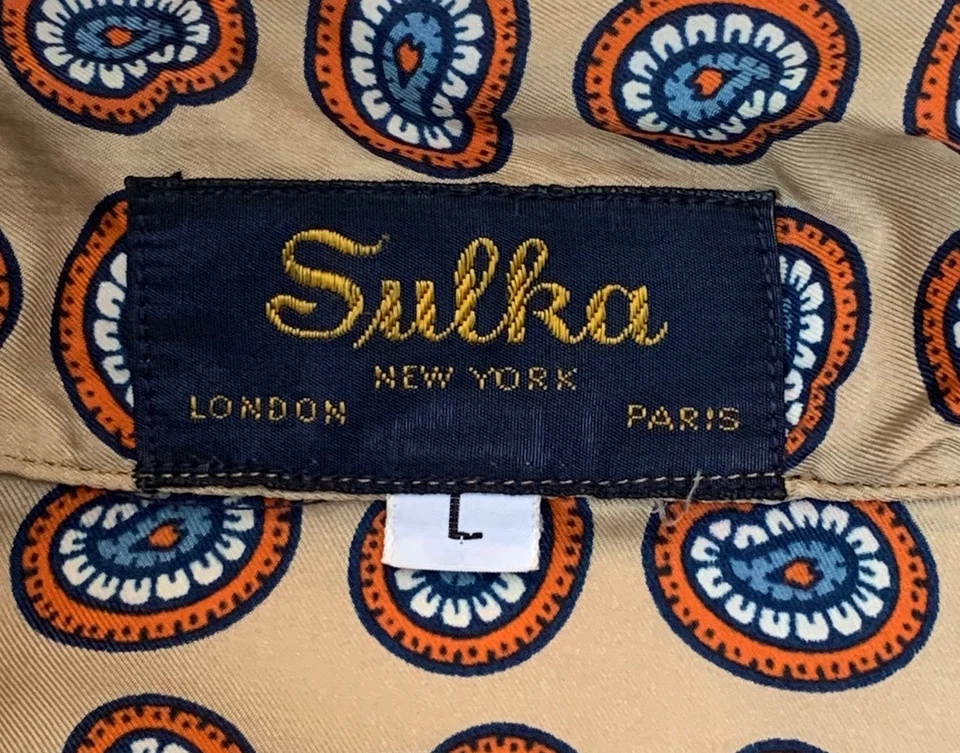 Sulka
NEW YORK
LONDON PARIS
L